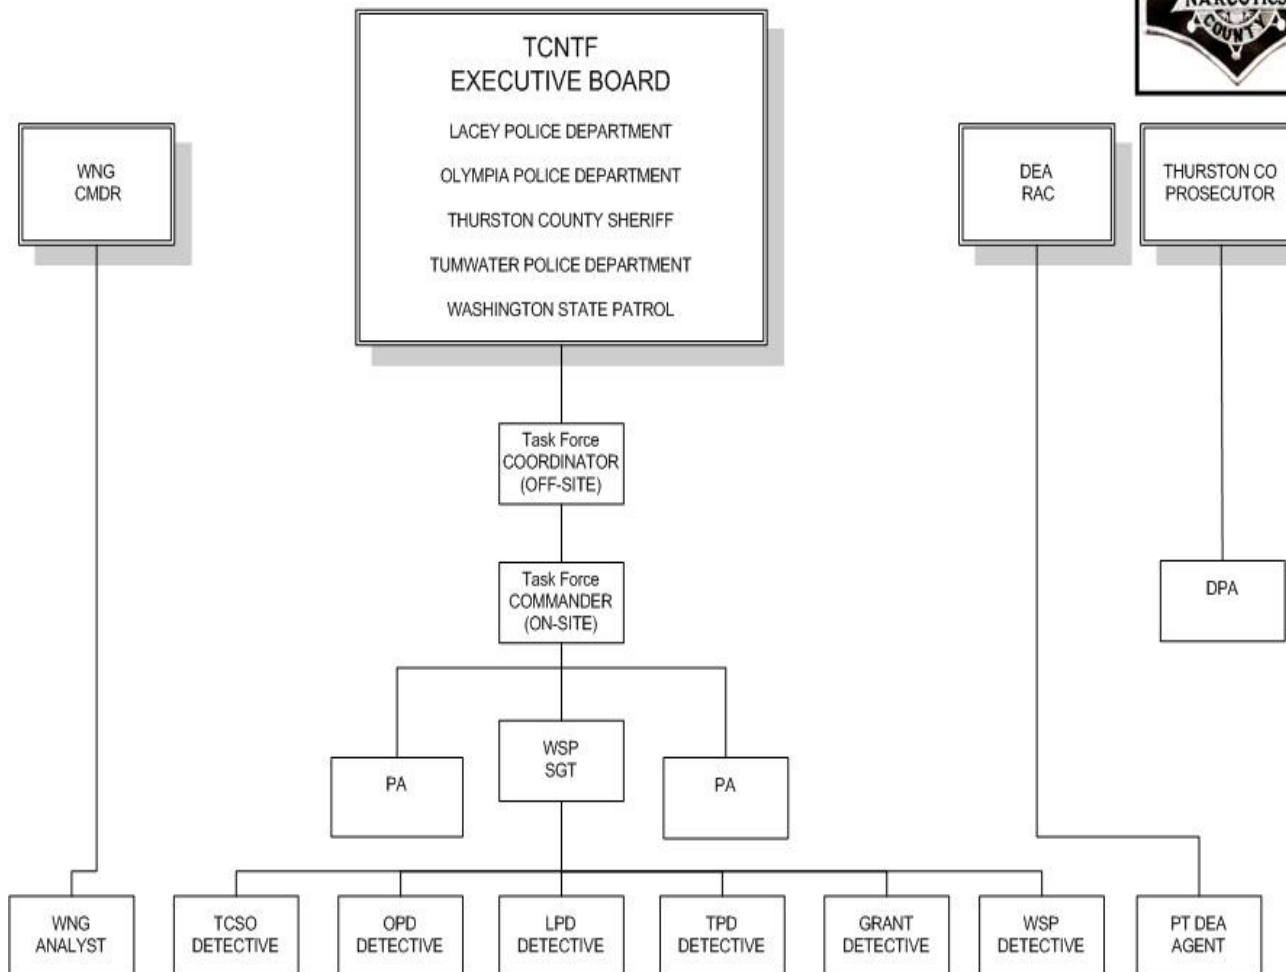 NARCOTICS
COUNTY
TCNTF
EXECUTIVE BOARD
LACEY POLICE DEPARTMENT
OLYMPIA POLICE DEPARTMENT
THURSTON COUNTY SHERIFF
TUMWATER POLICE DEPARTMENT
WASHINGTON STATE PATROL
WNG
CMDR
DEA
RAC
THURSTON CO
PROSECUTOR
Task Force
COORDINATOR
(OFF-SITE)
Task Force
COMMANDER
(ON-SITE)
DPA
PA
WSP
SGT
PA
WNG
ANALYST
TCSO
DETECTIVE
OPD
DETECTIVE
LPD
DETECTIVE
TPD
DETECTIVE
GRANT
DETECTIVE
WSP
DETECTIVE
PT DEA
AGENT